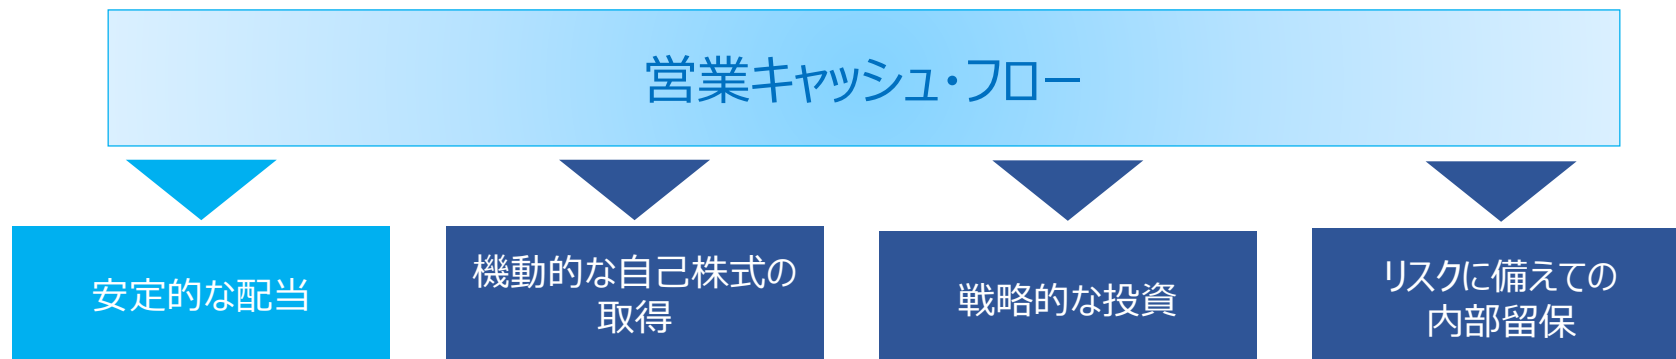 営業キャッシュ・フロー
安定的な配当
機動的な自己株式の
取得
戦略的な投資
リスクに備えての
内部留保